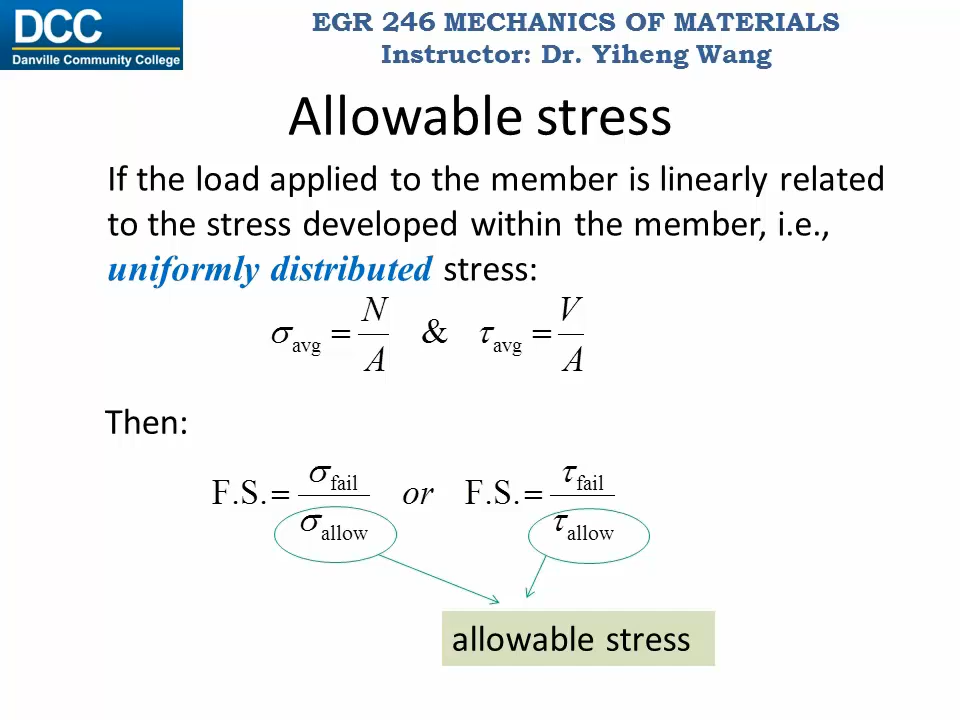 DCC
Danville Community College
EGR 246 MECHANICS OF MATERIALS
Instructor: Dr. Yiheng Wang
Allowable stress
If the load applied to the member is linearly related
to the stress developed within the member, i.e.,
uniformly distributed stress:
σavg = N/A & τavg = V/A
Then:
F.S. = σfail/σallow or F.S. = τfail/τallow
allowable stress